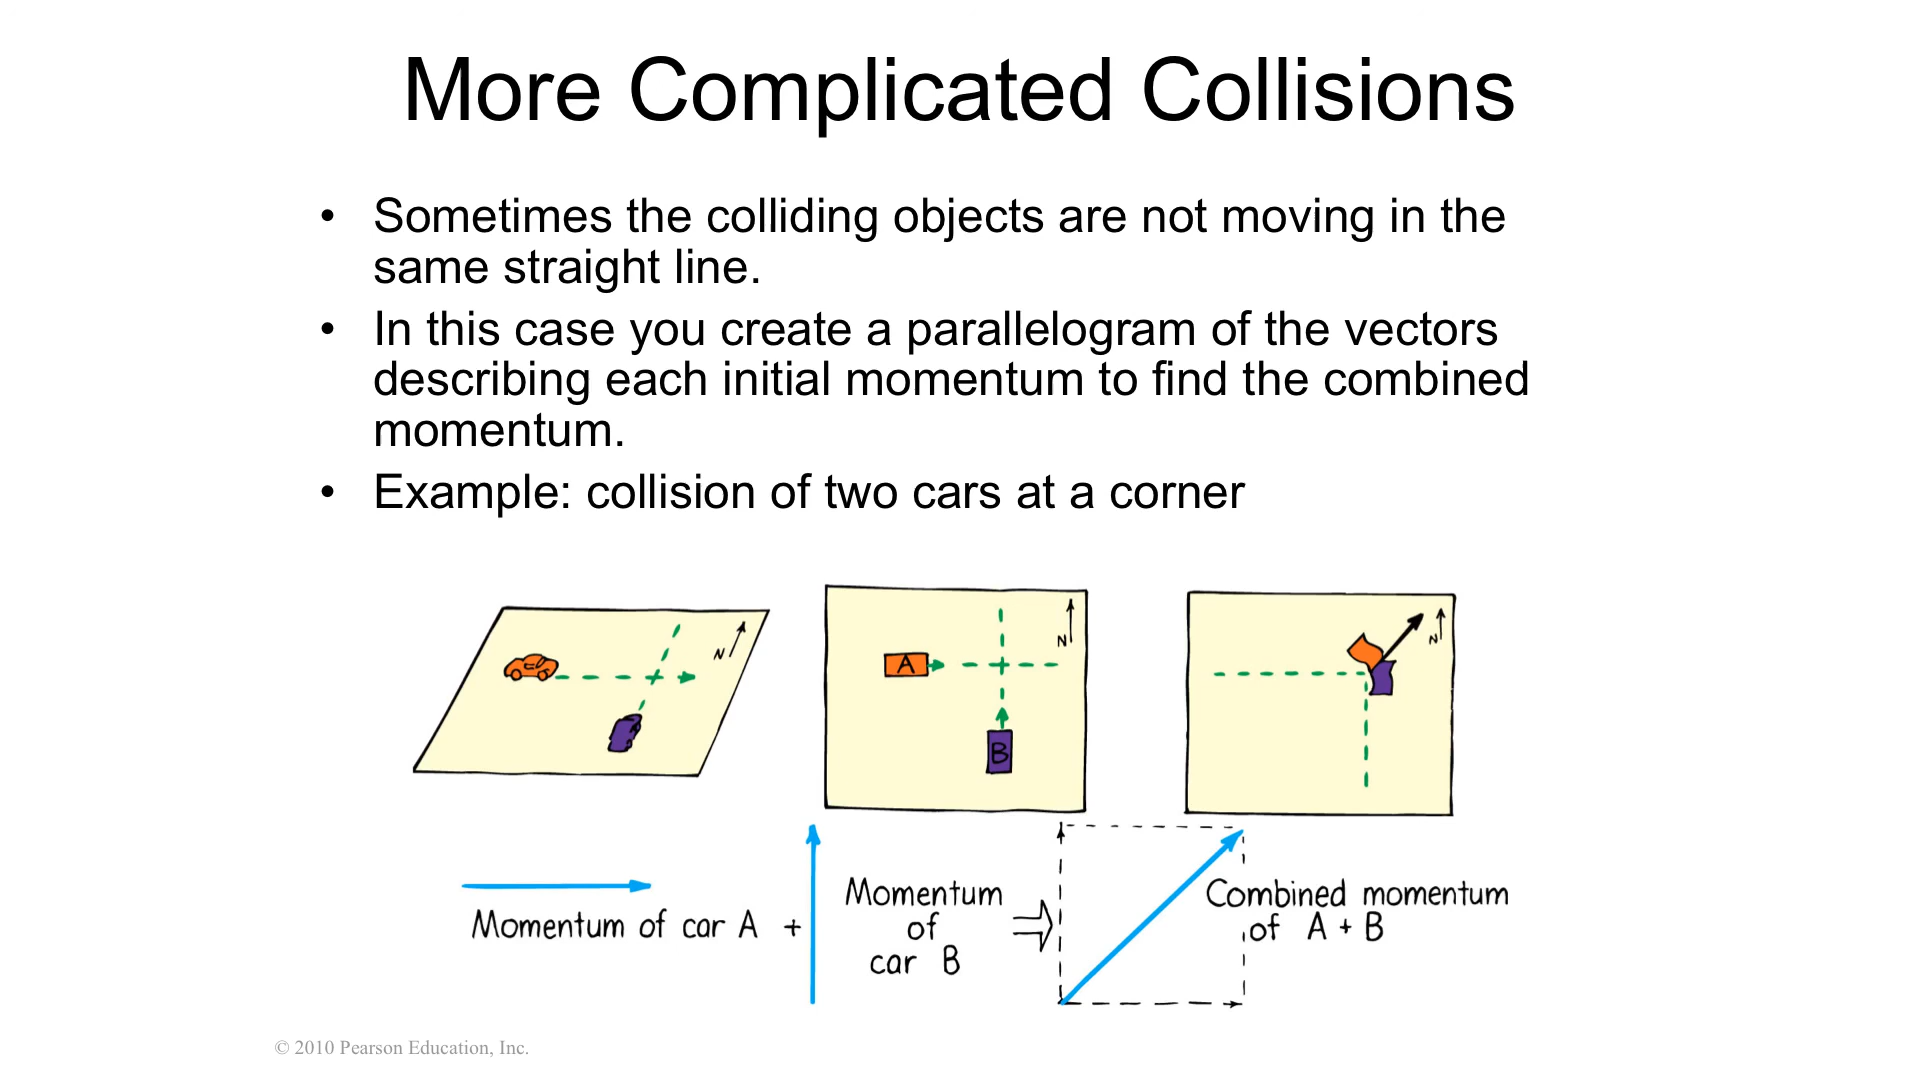 More Complicated Collisions
• Sometimes the colliding objects are not moving in the
same straight line.
• In this case you create a parallelogram of the vectors
describing each initial momentum to find the combined
momentum.
• Example: collision of two cars at a corner
N
A
B
N
N
Momentum of car A +
Momentum
of
car B
Combined momentum
of A + B
© 2010 Pearson Education, Inc.